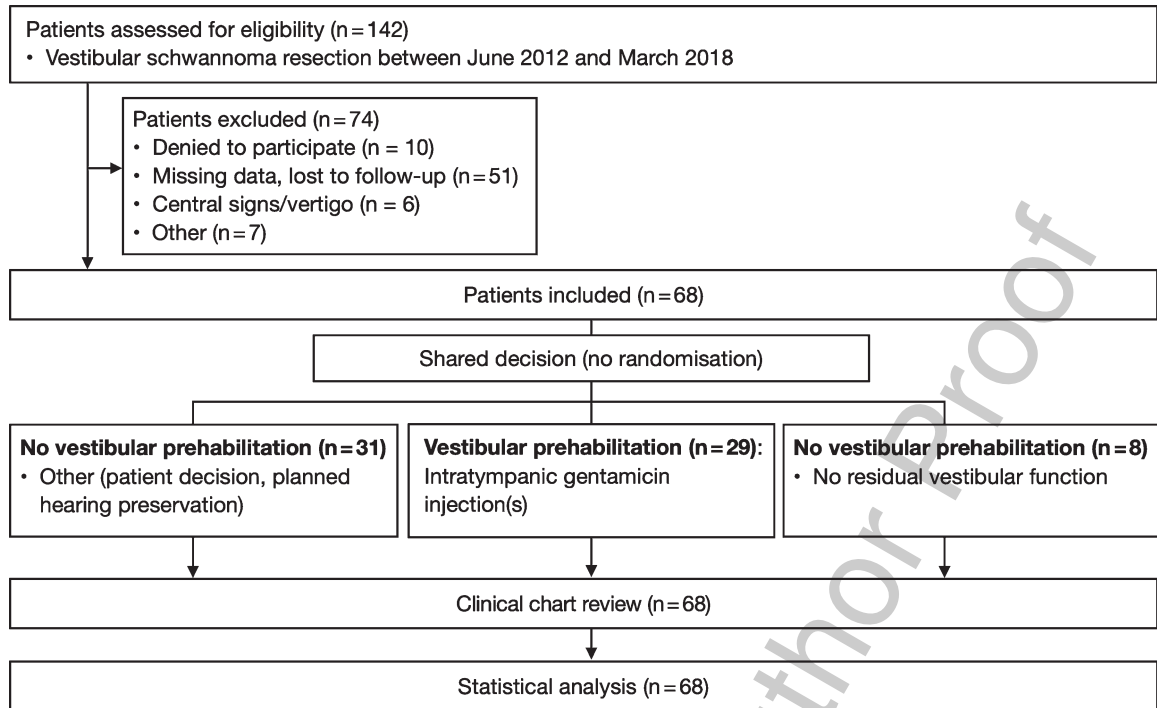 Patients assessed for eligibility (n=142)
• Vestibular schwannoma resection between June 2012 and March 2018
Patients excluded (n=74)
• Denied to participate (n = 10)
• Missing data, lost to follow-up (n=51)
• Central signs/vertigo (n = 6)
• Other (n=7)
Patients included (n=68)
Shared decision (no randomisation)
No vestibular prehabilitation (n=31)
• Other (patient decision, planned
hearing preservation)
Vestibular prehabilitation (n=29):
Intratympanic gentamicin
injection(s)
No vestibular prehabilitation (n=8)
• No residual vestibular function
Clinical chart review (n=68)
Statistical analysis (n=68)
thor Proof